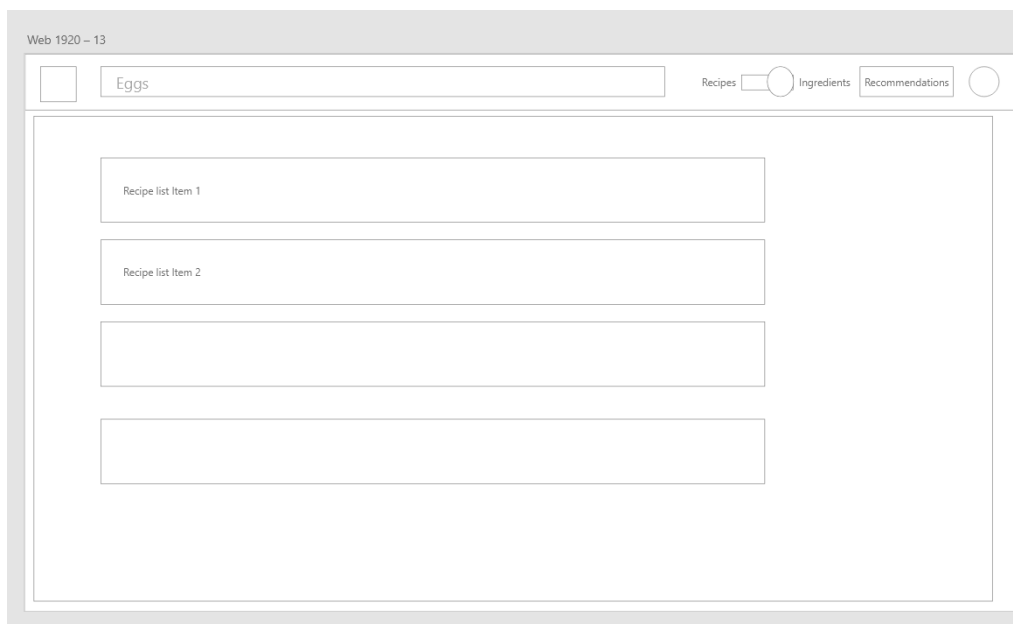 Web 1920 – 13
Eggs
Recipes
Ingredients
Recommendations
Recipe list Item 1
Recipe list Item 2